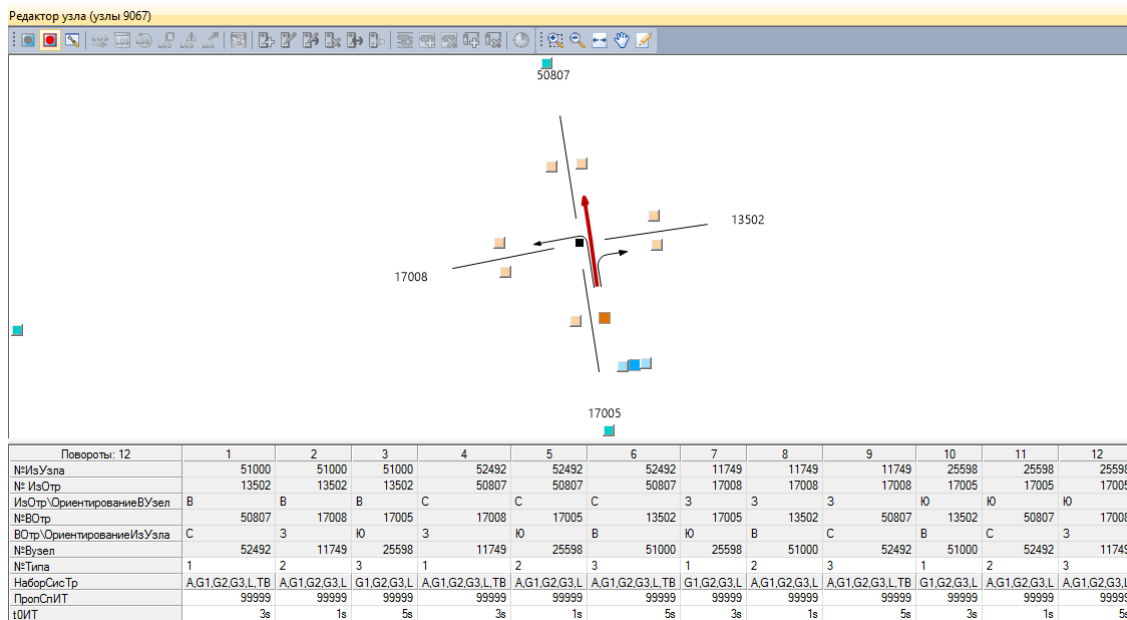 Редактор узла (узлы 9067)
50807
13502
17008
17005
Повороты: 12 1 2 3 4 5 6 7 8 9 10 11 12
№ИзУзла 51000 51000 51000 52492 52492 52492 11749 11749 11749 25598 25598 25598
№ ИзОтр 13502 13502 13502 50807 50807 50807 17008 17008 17008 17005 17005 17005
ИзОтр\ОриентированиеВУзел В В В С С С З З З Ю Ю Ю
№ВОтр 50807 17008 17005 17008 17005 13502 17005 13502 50807 13502 50807 17008
ВОтр\ОриентированиеИзУзла С З Ю З Ю В Ю В С В С З
№Вузел 52492 11749 25598 11749 25598 51000 25598 51000 52492 51000 52492 11749
№Типа 1 2 3 1 2 3 1 2 3 1 2 3
НаборСисТр A,G1,G2,G3,L,TB A,G1,G2,G3,L G1,G2,G3,L A,G1,G2,G3,L,TB A,G1,G2,G3,L A,G1,G2,G3,L,TB G1,G2,G3,L A,G1,G2,G3,L A,G1,G2,G3,L,TB G1,G2,G3,L A,G1,G2,G3,L A,G1,G2,G3,L
ПропСпИТ 99999 99999 99999 99999 99999 99999 99999 99999 99999 99999 99999 99999
t0ИТ 3s 1s 5s 3s 1s 5s 3s 1s 5s 3s 1s 5s